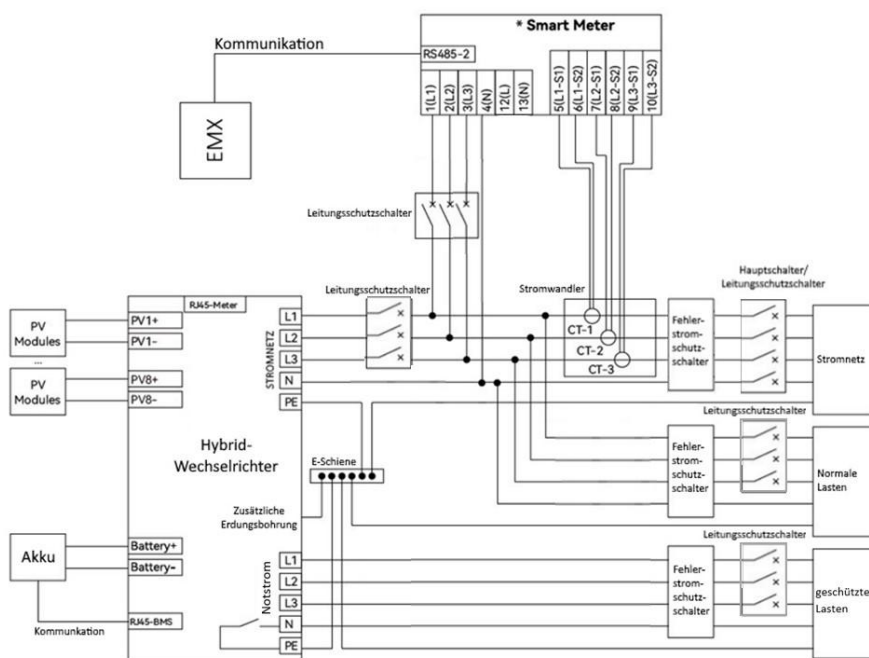 * Smart Meter
Kommunikation
RS485-2
1(L1)
2(L2)
3(L3)
4(N)
12(L)
13(N)
5(L1-S1)
6(L1-S2)
7(L2-S1)
8(L2-S2)
9(L3-S1)
10(L3-S2)
EMX
Leitungsschutzschalter
Hauptschalter/
Leitungsschutzschalter
Leitungsschutzschalter
Stromwandler
RJ45-Meter
PV
Modules
PV1+
PV1-
...
PV
Modules
PV8+
PV8-
STROMNETZ
L1
L2
L3
N
PE
CT-1
CT-2
CT-3
Fehler-
strom-
schutz-
schalter
Stromnetz
Hybrid-
Wechselrichter
E-Schiene
Leitungsschutzschalter
Fehler-
strom-
schutz-
schalter
Normale
Lasten
Zusätzliche
Erdungsbohrung
Leitungsschutzschalter
Akku
Battery+
Battery-
Kommunkation
RJ45-BMS
Notstrom
L1
L2
L3
N
PE
Fehler-
strom-
schutz-
schalter
geschützte
Lasten